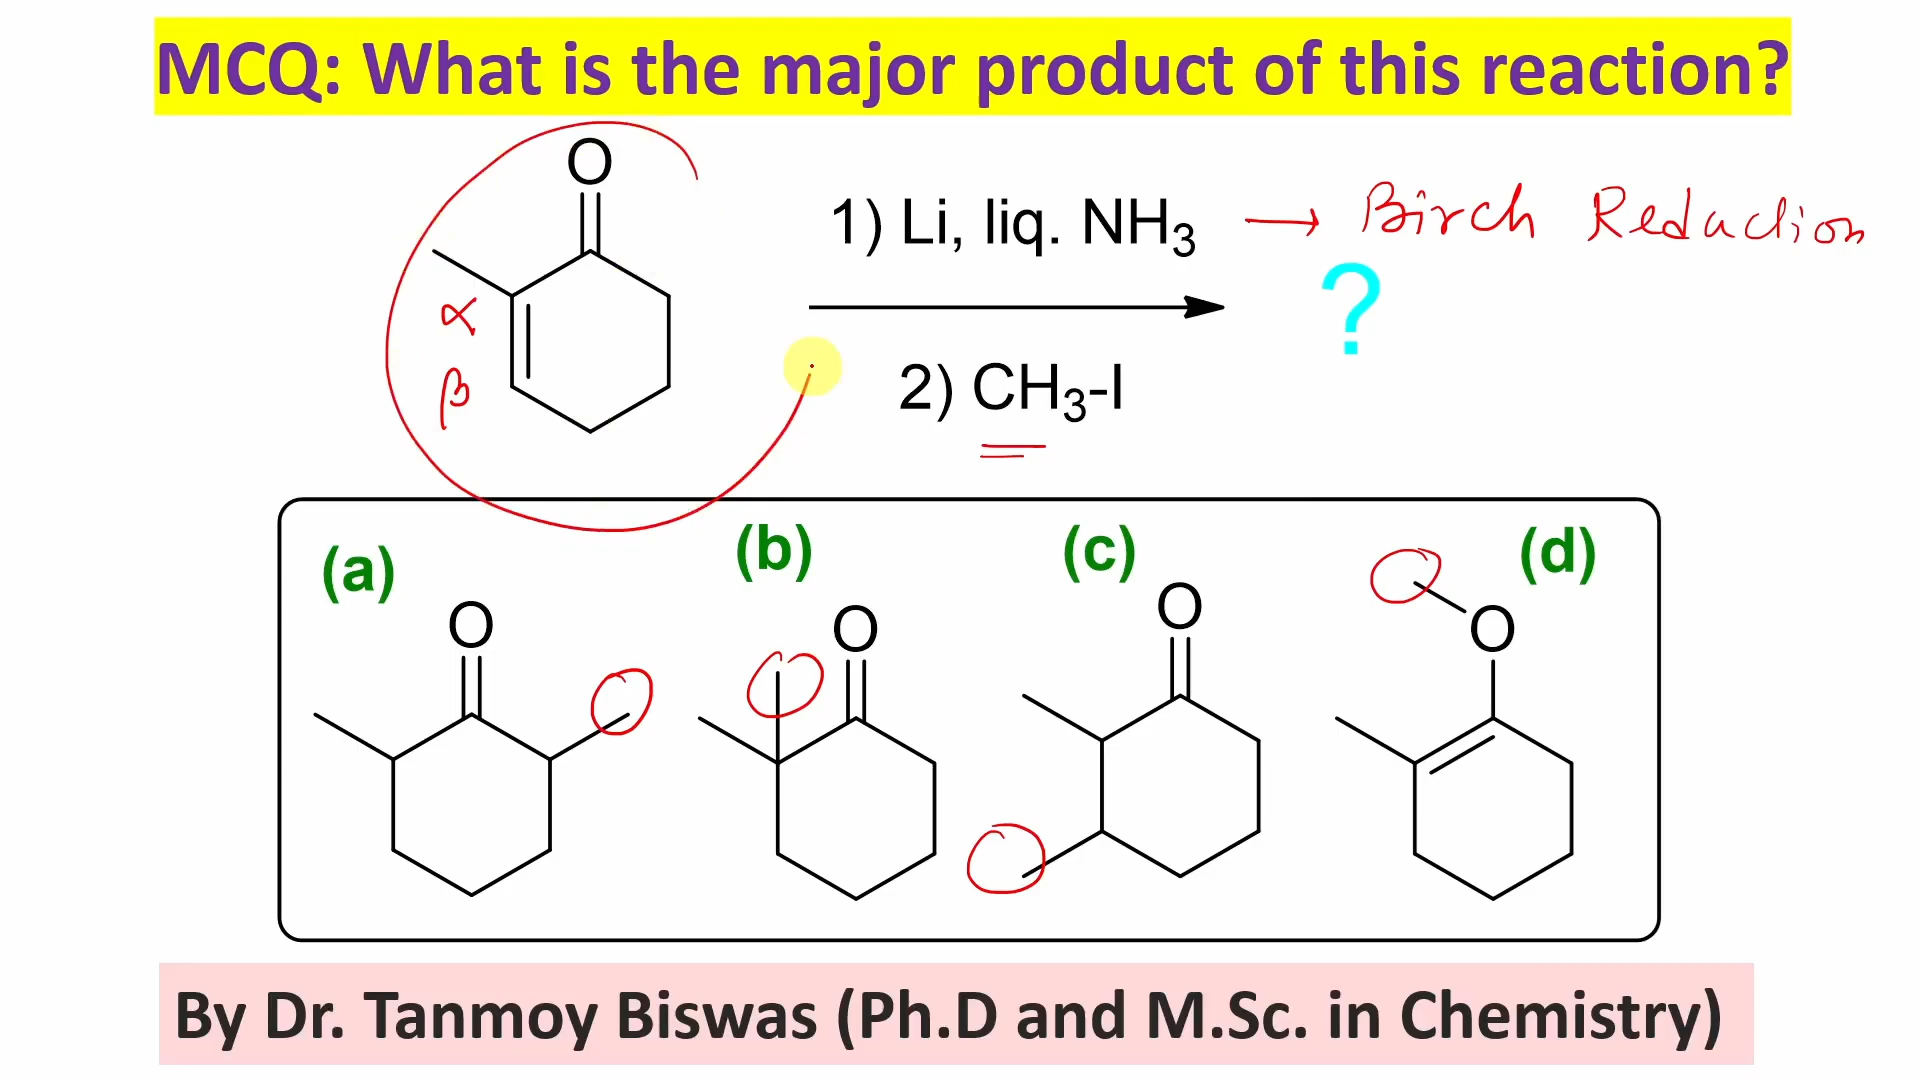 MCQ: What is the major product of this reaction?
O
1) Li, liq. NH3 → Birch Reduction
?
α
β
2) CH3-I
(a) (b) (c) (d)
O O O O
By Dr. Tanmoy Biswas (Ph.D and M.Sc. in Chemistry)